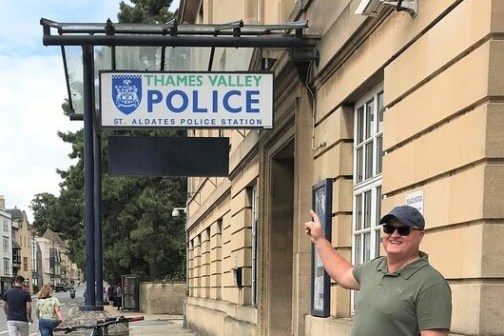 THAMES VALLEY
POLICE
ST. ALDATES POLICE STATION